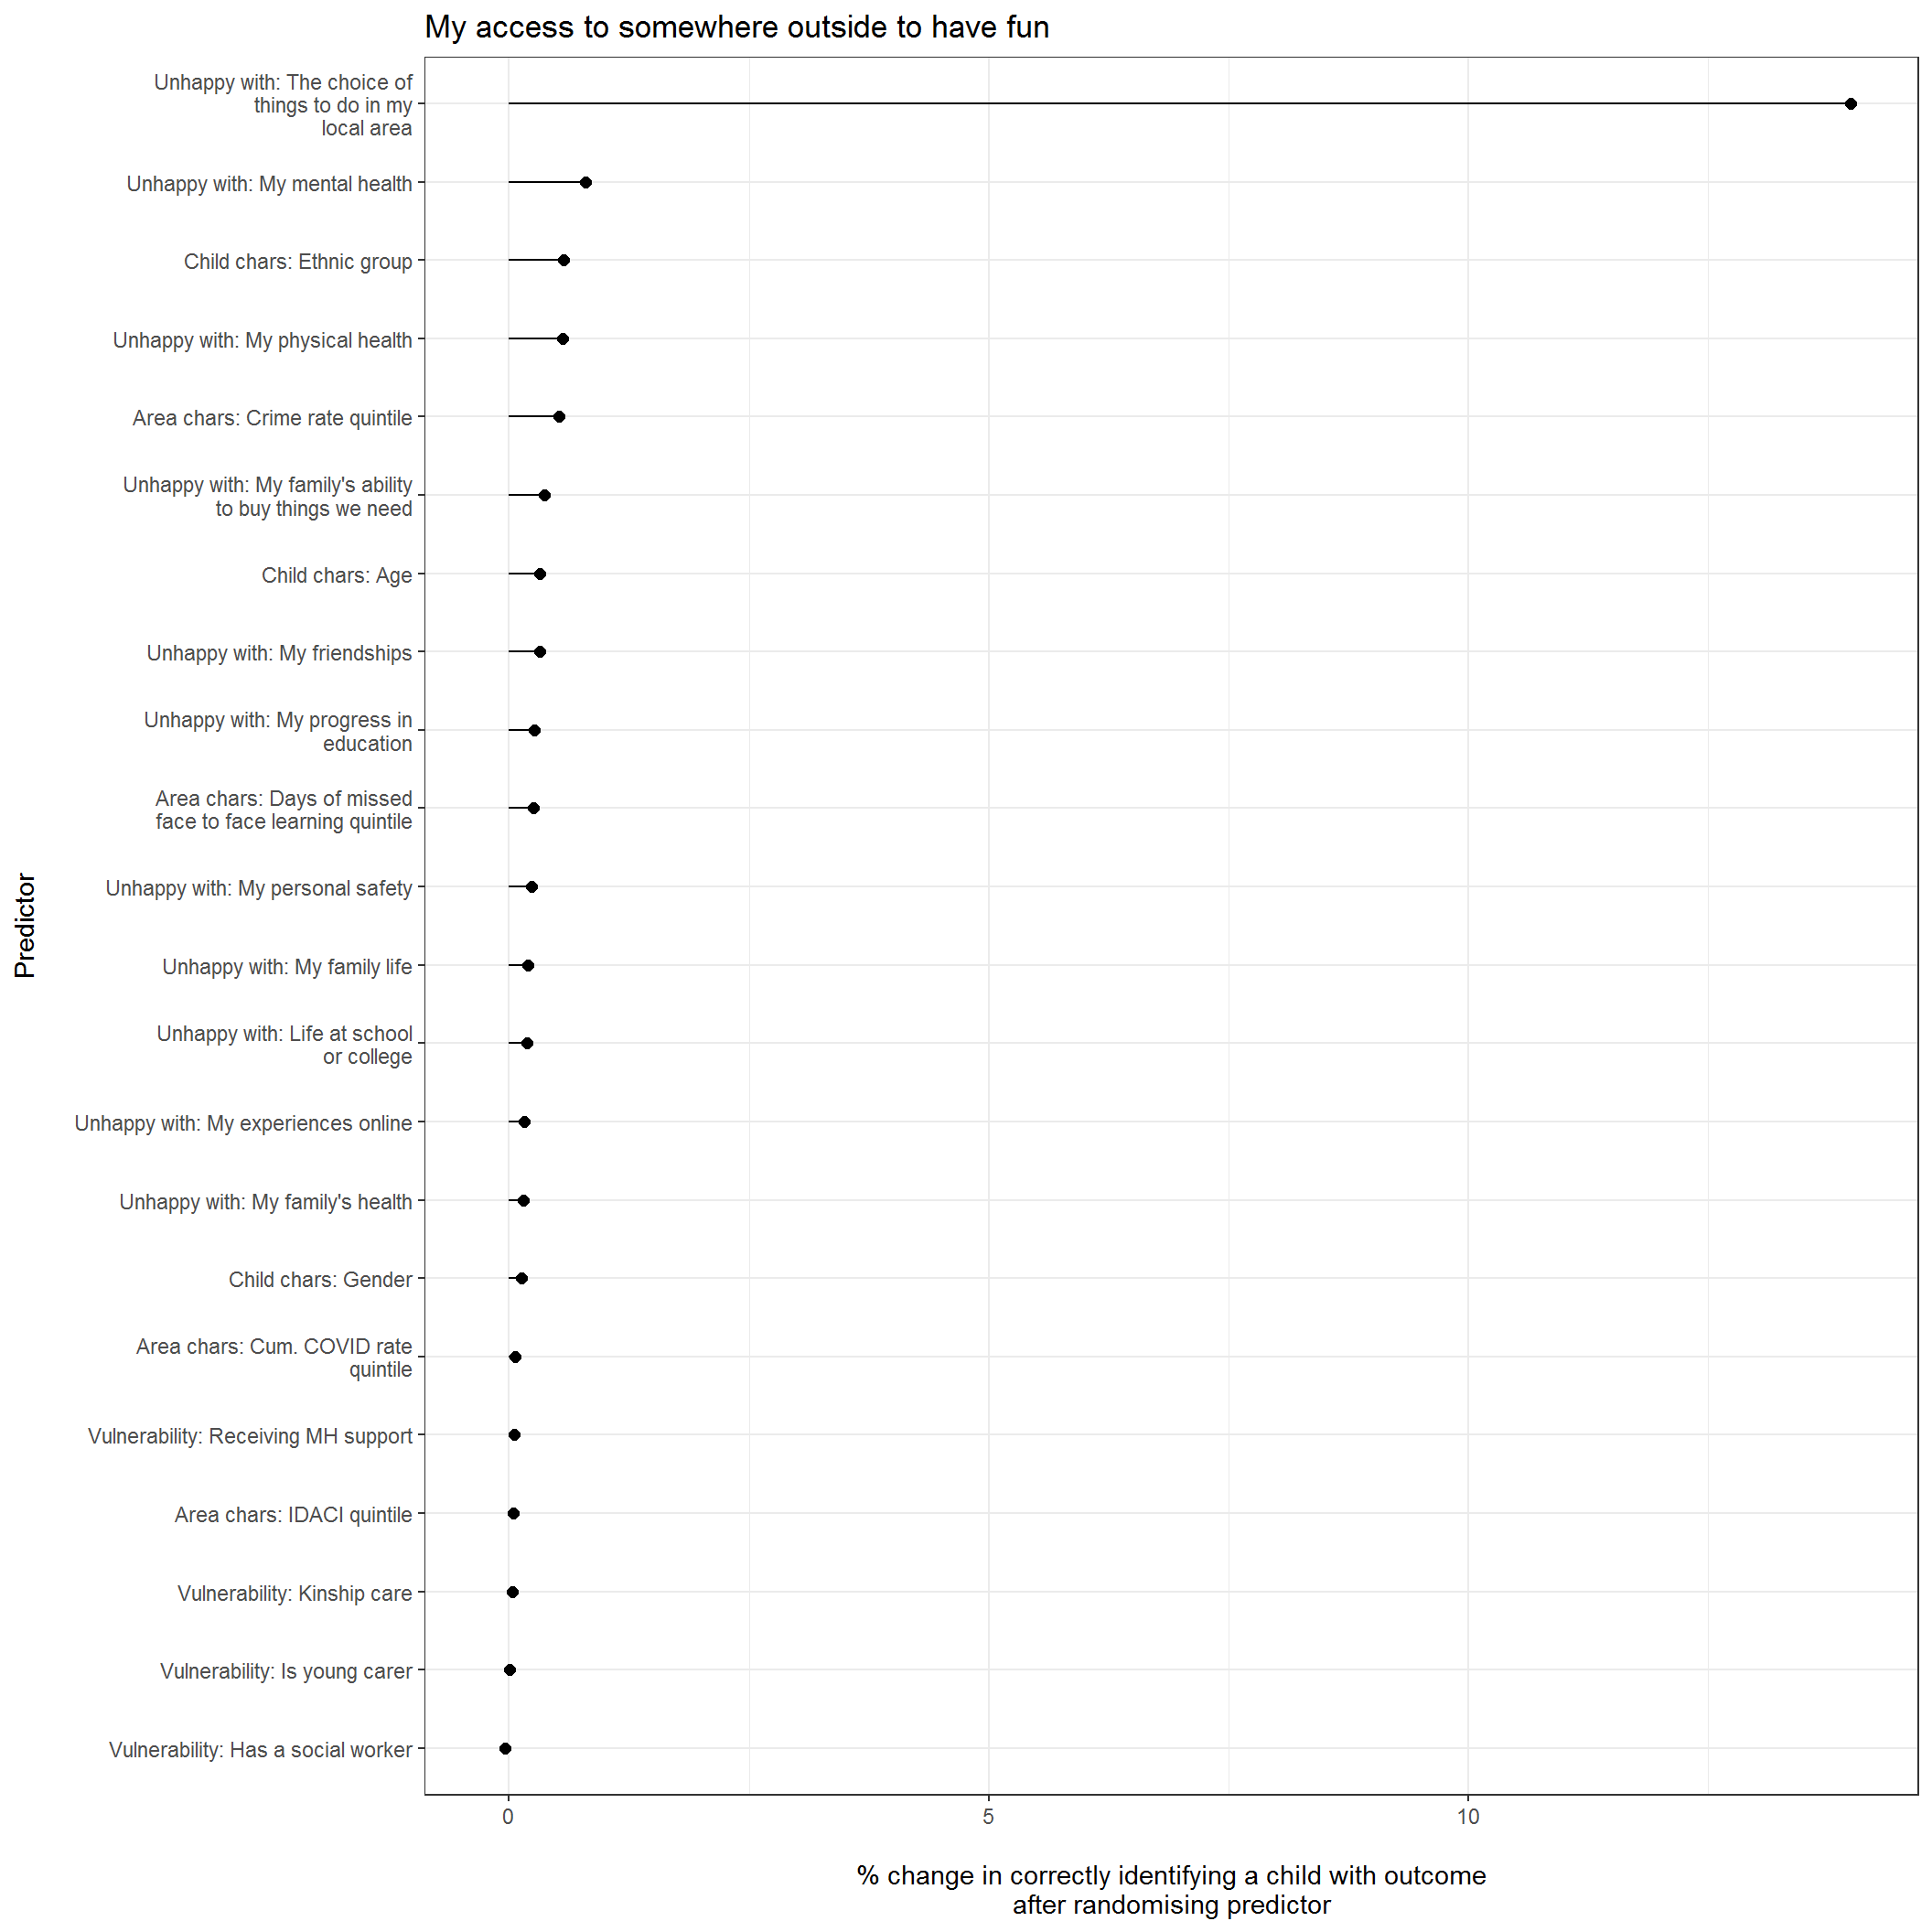 My access to somewhere outside to have fun
Unhappy with: The choice of
things to do in my
local area
Unhappy with: My mental health
Child chars: Ethnic group
Unhappy with: My physical health
Area chars: Crime rate quintile
Unhappy with: My family's ability
to buy things we need
Child chars: Age
Unhappy with: My friendships
Unhappy with: My progress in
education
Area chars: Days of missed
face to face learning quintile
Unhappy with: My personal safety
Unhappy with: My family life
Unhappy with: Life at school
or college
Unhappy with: My experiences online
Unhappy with: My family's health
Child chars: Gender
Area chars: Cum. COVID rate
quintile
Vulnerability: Receiving MH support
Area chars: IDACI quintile
Vulnerability: Kinship care
Vulnerability: Is young carer
Vulnerability: Has a social worker
Predictor
0 5 10
% change in correctly identifying a child with outcome
after randomising predictor